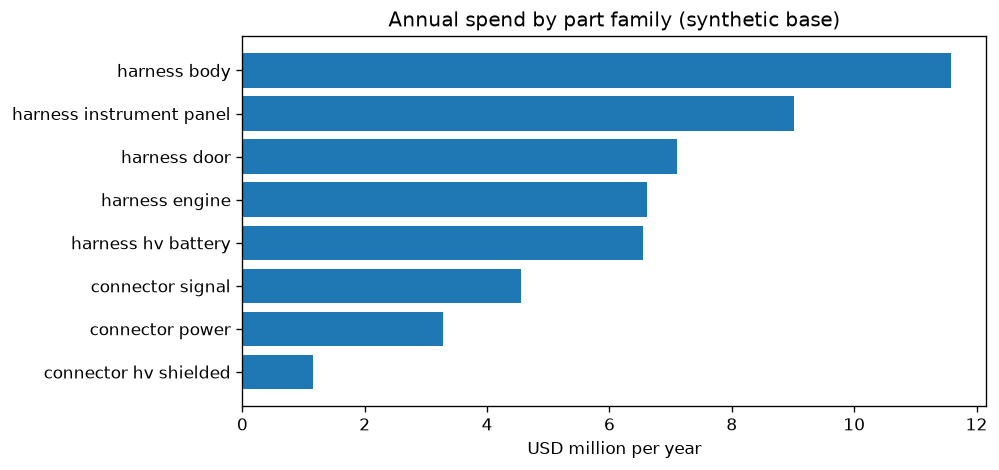 Annual spend by part family (synthetic base)
harness body
harness instrument panel
harness door
harness engine
harness hv battery
connector signal
connector power
connector hv shielded
0 2 4 6 8 10 12
USD million per year